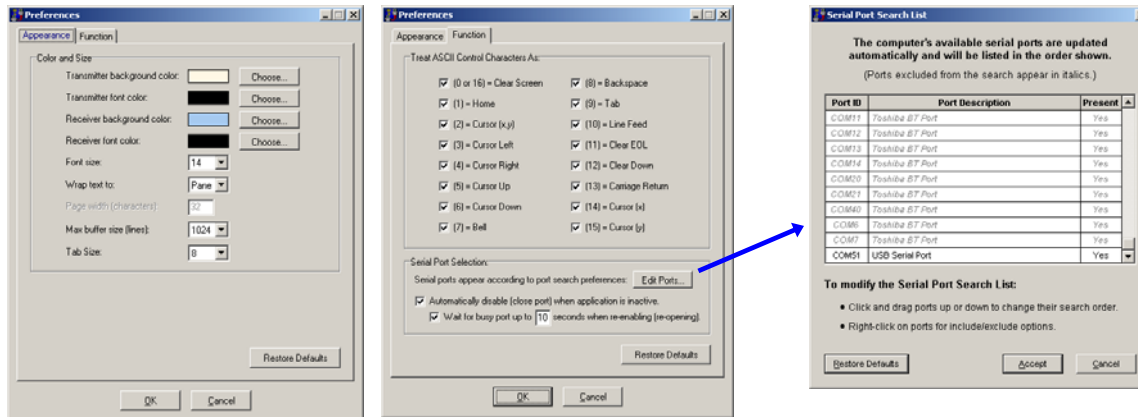 Preferences
Appearance Function
Color and Size
Transmitter background color: Choose...
Transmitter font color: Choose...
Receiver background color: Choose...
Receiver font color: Choose...
Font size: 14
Wrap text to: Pane
Page width (characters): 32
Max buffer size (lines): 1024
Tab Size: 8
Restore Defaults
OK Cancel
Preferences
Appearance Function
Treat ASCII Control Characters As:
(0 or 16) = Clear Screen (8) = Backspace
(1) = Home (9) = Tab
(2) = Cursor (x,y) (10) = Line Feed
(3) = Cursor Left (11) = Clear EOL
(4) = Cursor Right (12) = Clear Down
(5) = Cursor Up (13) = Carriage Return
(6) = Cursor Down (14) = Cursor (x)
(7) = Bell (15) = Cursor (y)
Serial Port Selection:
Serial ports appear according to port search preferences: Edit Ports...
Automatically disable (close port) when application is inactive.
Wait for busy port up to 10 seconds when re-enabling (re-opening).
Restore Defaults
OK Cancel
Serial Port Search List
The computer's available serial ports are updated
automatically and will be listed in the order shown.
(Ports excluded from the search appear in italics.)
Port ID Port Description Present
COM11 Toshiba BT Port Yes
COM12 Toshiba BT Port Yes
COM13 Toshiba BT Port Yes
COM14 Toshiba BT Port Yes
COM20 Toshiba BT Port Yes
COM21 Toshiba BT Port Yes
COM40 Toshiba BT Port Yes
COM6 Toshiba BT Port Yes
COM7 Toshiba BT Port Yes
COM51 USB Serial Port Yes
To modify the Serial Port Search List:
• Click and drag ports up or down to change their search order.
• Right-click on ports for include/exclude options.
Restore Defaults Accept Cancel